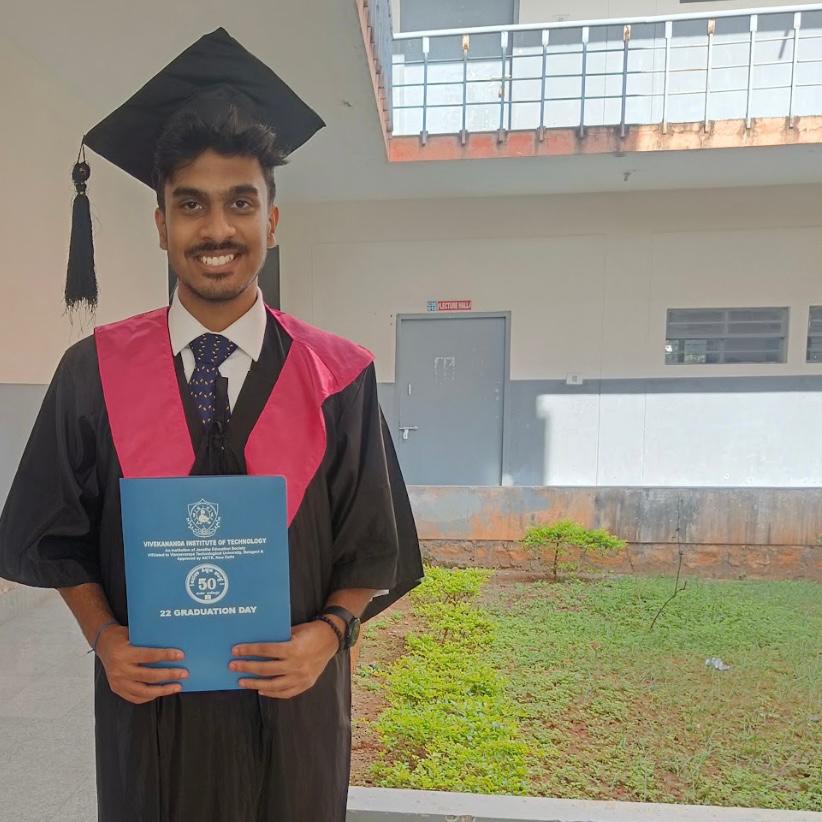 LECTURE HALL
VIVEKANANDA INSTITUTE OF TECHNOLOGY
An Institution of Janatha Education Society
Affiliated to Visvesvaraya Technological University, Belagavi &
Approved by AICTE, New Delhi
50
22 GRADUATION DAY